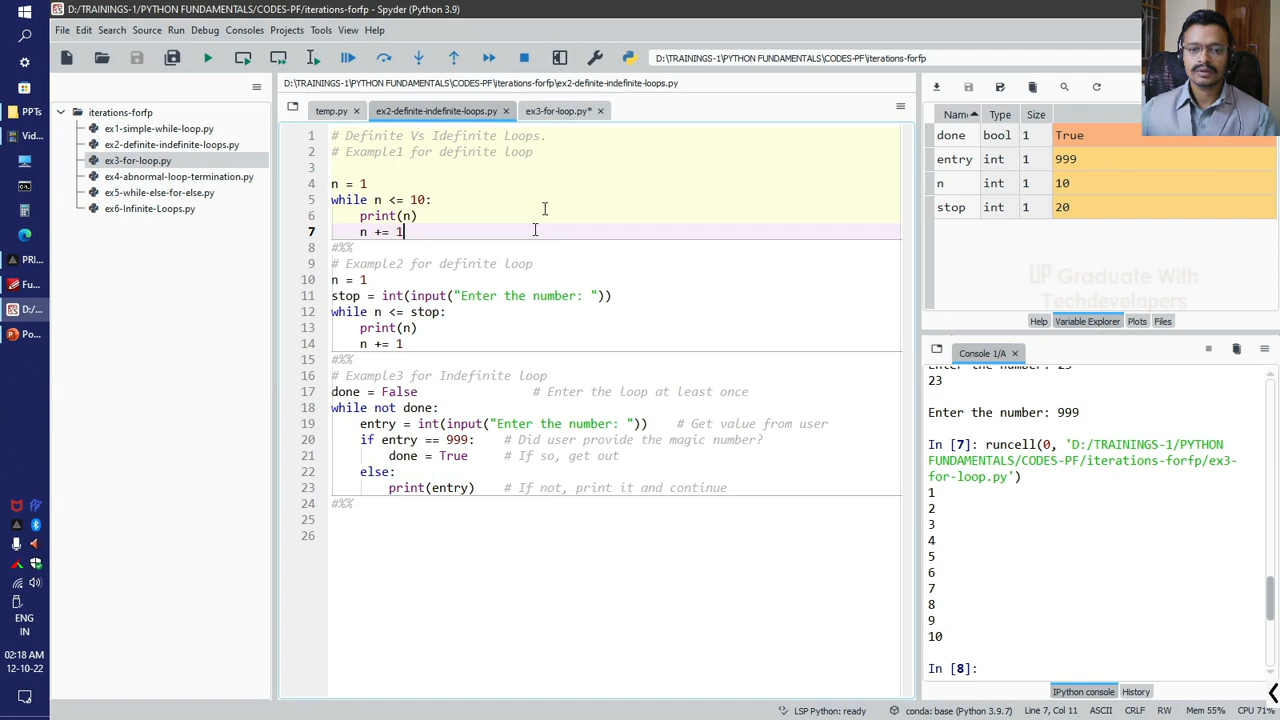 D:/TRAININGS-1/PYTHON FUNDAMENTALS/CODES-PF/iterations-forfp - Spyder (Python 3.9)
File Edit Search Source Run Debug Consoles Projects Tools View Help
D:\TRAININGS-1\PYTHON FUNDAMENTALS\CODES-PF\iterations-forfp
D:\TRAININGS-1\PYTHON FUNDAMENTALS\CODES-PF\iterations-forfp\ex2-definite-indefinite-loops.py
temp.py ex2-definite-indefinite-loops.py ex3-for-loop.py*
iterations-forfp
ex1-simple-while-loop.py
ex2-definite-indefinite-loops.py
ex3-for-loop.py
ex4-abnormal-loop-termination.py
ex5-while-else-for-else.py
ex6-Infinite-Loops.py
PPTs
Vid...
PRI...
Fu...
D:/...
Po...
ENG
IN
02:18 AM
12-10-22
1 # Definite Vs Idefinite Loops.
2 # Example1 for definite loop
3
4 n = 1
5 while n <= 10:
6 print(n)
7 n += 1
8 #%%
9 # Example2 for definite loop
10 n = 1
11 stop = int(input("Enter the number: "))
12 while n <= stop:
13 print(n)
14 n += 1
15 #%%
16 # Example3 for Indefinite loop
17 done = False # Enter the loop at least once
18 while not done:
19 entry = int(input("Enter the number: ")) # Get value from user
20 if entry == 999: # Did user provide the magic number?
21 done = True # If so, get out
22 else:
23 print(entry) # If not, print it and continue
24 #%%
25
26
Name Type Size
done bool 1 True
entry int 1 999
n int 1 10
stop int 1 20
UP Graduate With
Techdevelopers
Help Variable Explorer Plots Files
Console 1/A
Enter the number: 23
23
Enter the number: 999
In [7]: runcell(0, 'D:/TRAININGS-1/PYTHON
FUNDAMENTALS/CODES-PF/iterations-forfp/ex3-
for-loop.py')
1
2
3
4
5
6
7
8
9
10
In [8]:
IPython console History
LSP Python: ready conda: base (Python 3.9.7) Line 7, Col 11 ASCII CRLF RW Mem 55% CPU 71%